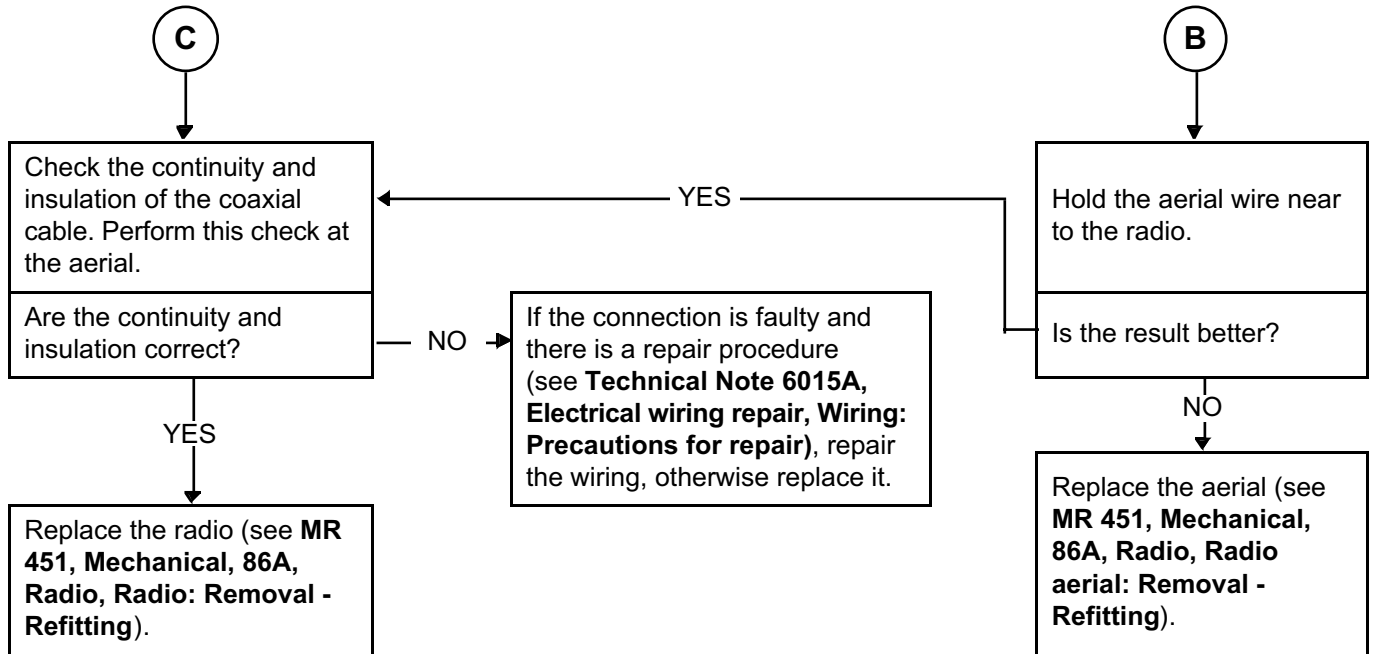 C
Check the continuity and
insulation of the coaxial
cable. Perform this check at
the aerial.
Are the continuity and
insulation correct?
YES
Replace the radio (see MR
451, Mechanical, 86A,
Radio, Radio: Removal -
Refitting).
NO
If the connection is faulty and
there is a repair procedure
(see Technical Note 6015A,
Electrical wiring repair, Wiring:
Precautions for repair), repair
the wiring, otherwise replace it.
B
Hold the aerial wire near
to the radio.
Is the result better?
YES
NO
Replace the aerial (see
MR 451, Mechanical,
86A, Radio, Radio
aerial: Removal -
Refitting).